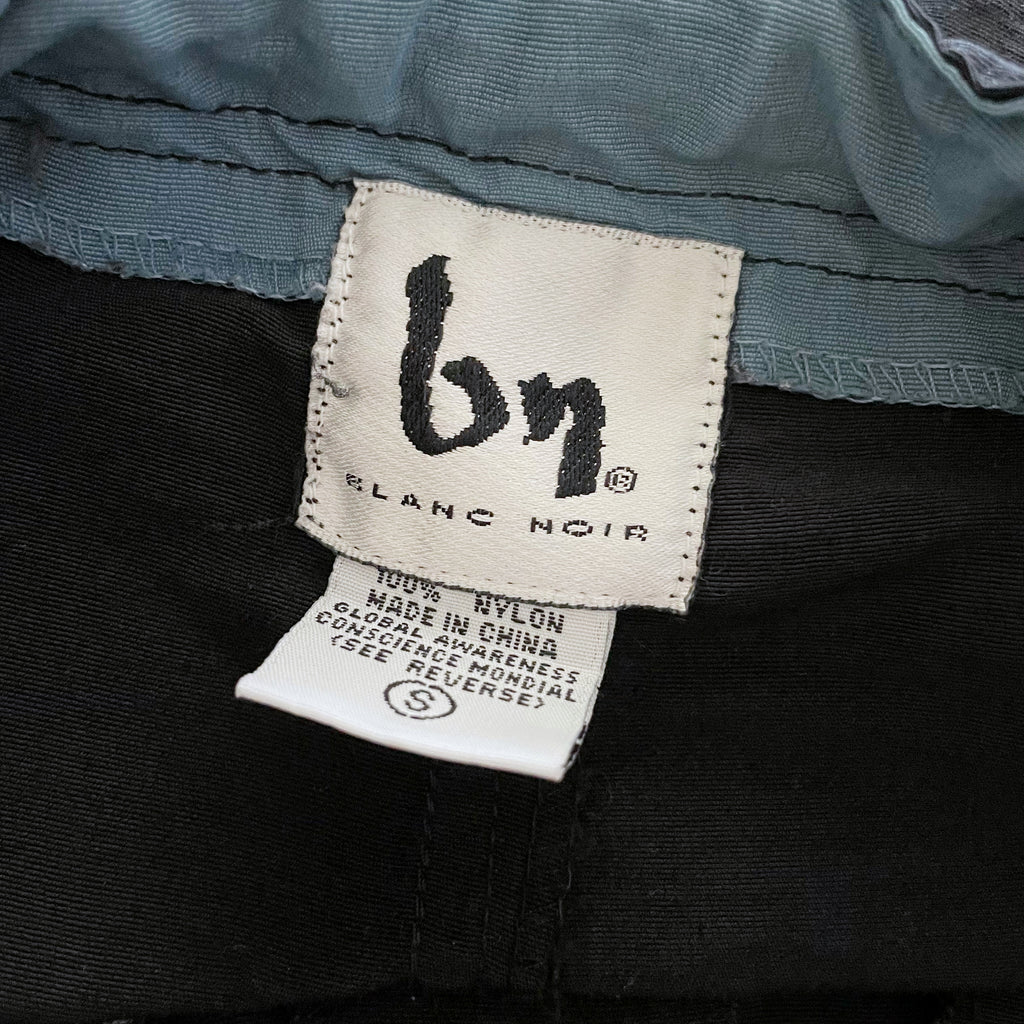 bn®
BLANC NOIR
100% NYLON
MADE IN CHINA
GLOBAL AWARENESS
CONSCIENCE MONDIAL
(SEE REVERSE)
S